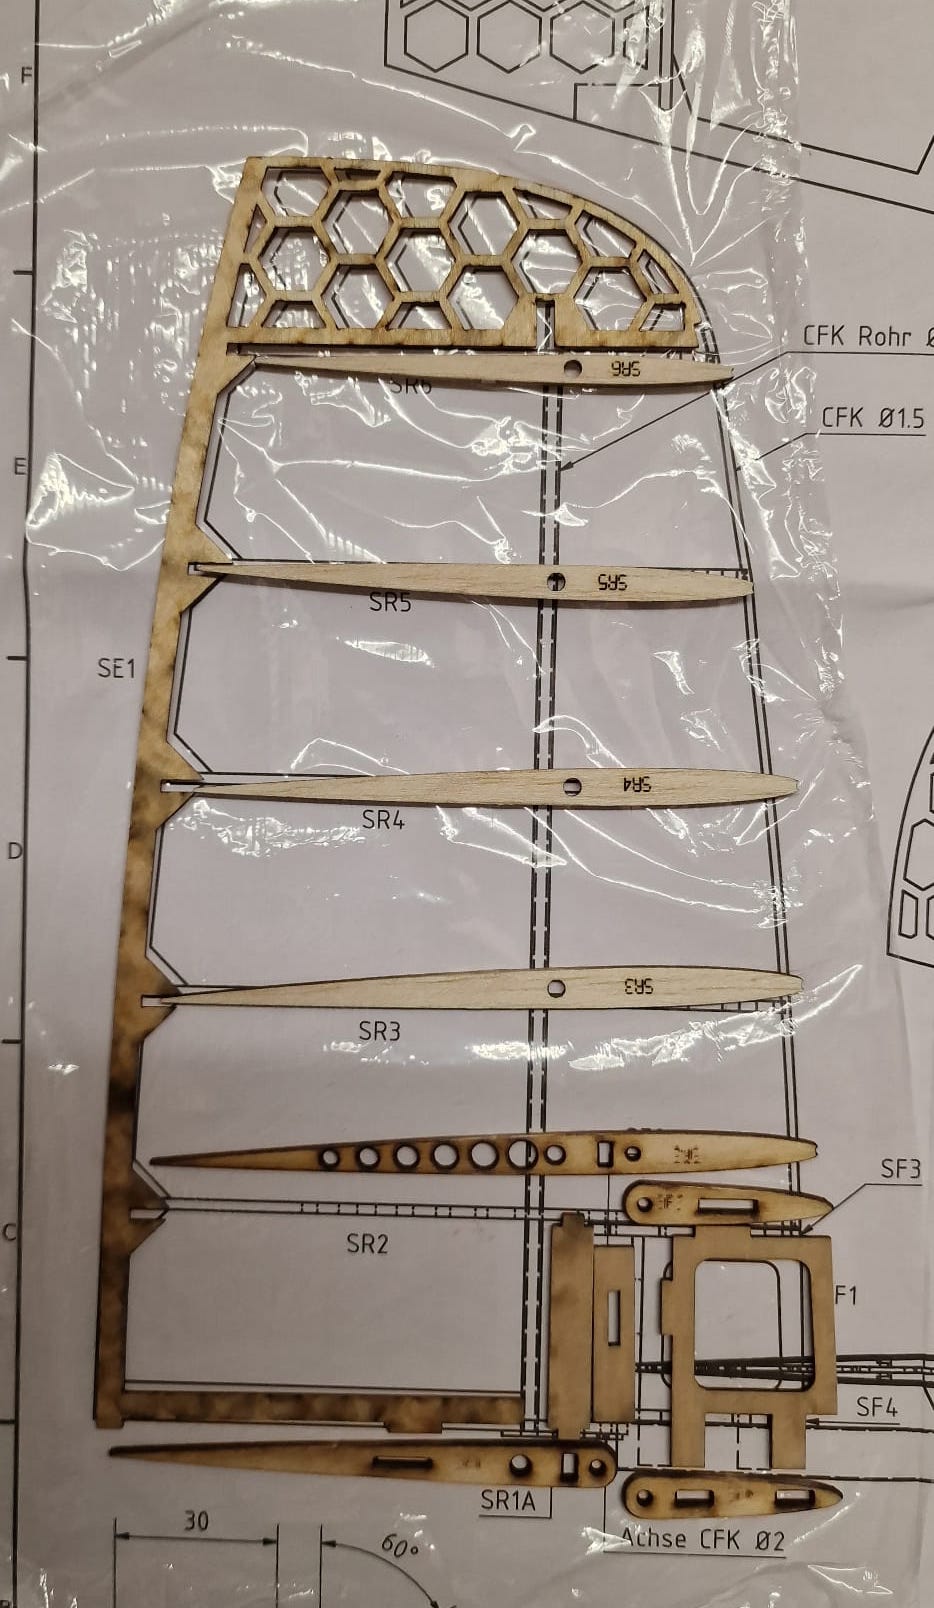 F
CFK Rohr Ø
SR6
SR6
CFK Ø1.5
E
SR5
SR5
SE1
SR4
SR4
D
SR3
SR3
SF3
C
SR2
F1
SF4
SR1A
30
60°
Achse CFK Ø2